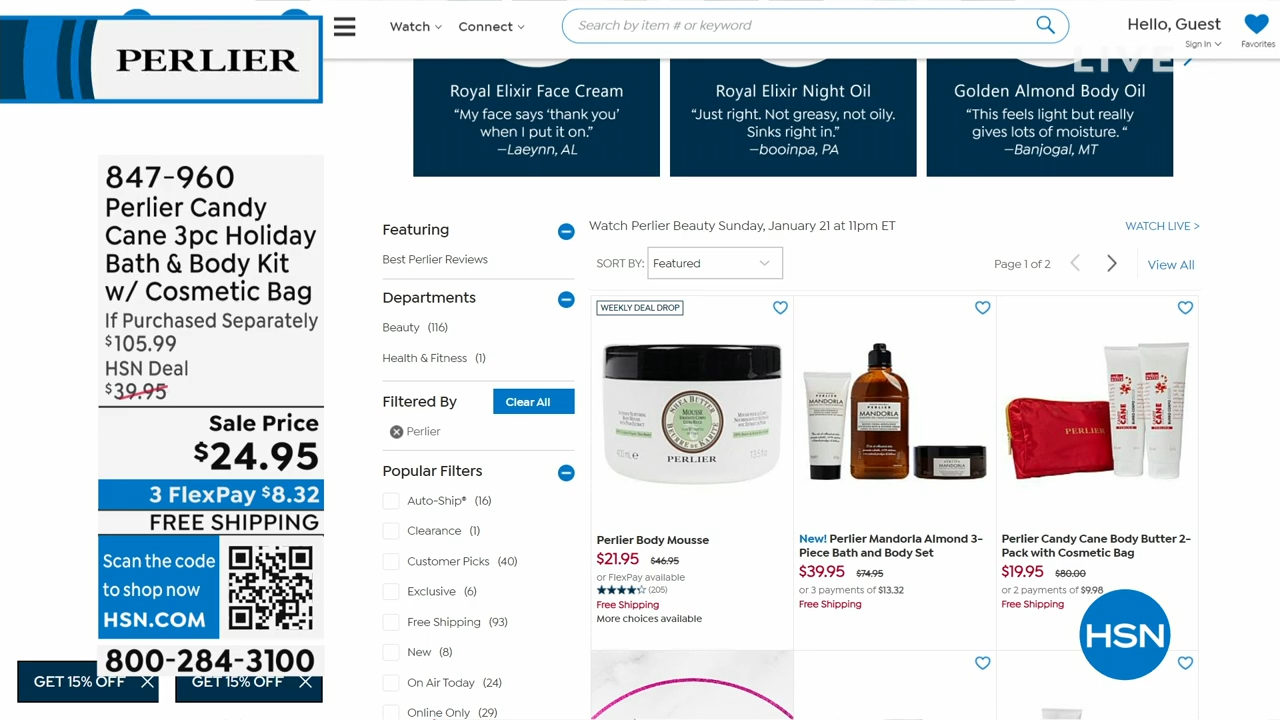 PERLIER
Watch
Connect
Search by item # or keyword
Hello, Guest
Sign In
Favorites
LIVE
Royal Elixir Face Cream
“My face says ‘thank you’
when I put it on.”
—Laeynn, AL
Royal Elixir Night Oil
“Just right. Not greasy, not oily.
Sinks right in.”
—booinpa, PA
Golden Almond Body Oil
“This feels light but really
gives lots of moisture. “
—Banjogal, MT
847-960
Perlier Candy
Cane 3pc Holiday
Bath & Body Kit
w/ Cosmetic Bag
If Purchased Separately
$105.99
HSN Deal
$39.95
Sale Price
$24.95
3 FlexPay $8.32
FREE SHIPPING
Scan the code
to shop now
HSN.COM
800-284-3100
GET 15% OFF
GET 15% OFF
Featuring
Best Perlier Reviews
Departments
Beauty (116)
Health & Fitness (1)
Filtered By
Clear All
Perlier
Popular Filters
Auto-Ship® (16)
Clearance (1)
Customer Picks (40)
Exclusive (6)
Free Shipping (93)
New (8)
On Air Today (24)
Online Only (29)
Watch Perlier Beauty Sunday, January 21 at 11pm ET
WATCH LIVE >
SORT BY: Featured
Page 1 of 2
View All
WEEKLY DEAL DROP
SHEA BUTTER
MOUSSE
PERLIER
Perlier Body Mousse
$21.95 $46.95
or FlexPay available
(205)
Free Shipping
More choices available
PERLIER
MANDORLA
PERLIER
MANDORLA
MANDORLA
New! Perlier Mandorla Almond 3-
Piece Bath and Body Set
$39.95 $74.95
or 3 payments of $13.32
Free Shipping
PERLIER
CANE
CANE
Perlier Candy Cane Body Butter 2-
Pack with Cosmetic Bag
$19.95 $80.00
or 2 payments of $9.98
Free Shipping
HSN